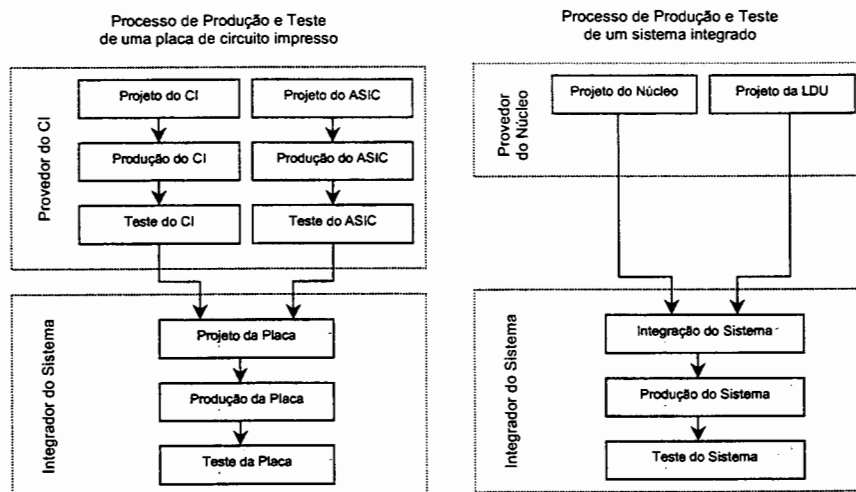 Processo de Produção e Teste
de uma placa de circuito impresso
Provedor do CI
Projeto do CI
Projeto do ASIC
Produção do CI
Produção do ASIC
Teste do CI
Teste do ASIC
Integrador do Sistema
Projeto da Placa
Produção da Placa
Teste da Placa
Processo de Produção e Teste
de um sistema integrado
Provedor
do Núcleo
Projeto do Núcleo
Projeto da LDU
Integrador do Sistema
Integração do Sistema
Produção do Sistema
Teste do Sistema